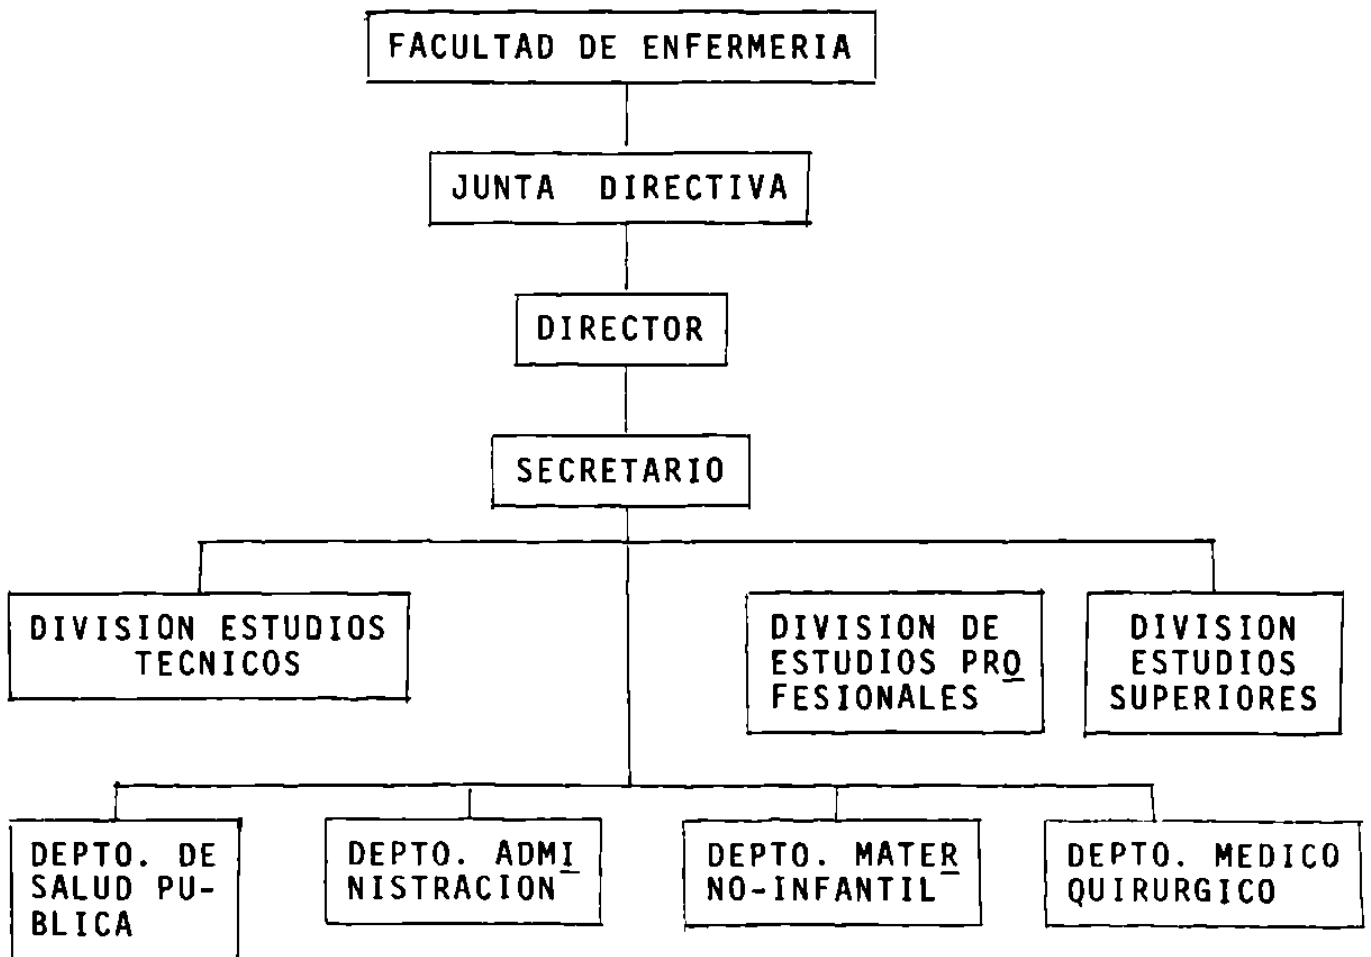 FACULTAD DE ENFERMERIA
JUNTA DIRECTIVA
DIRECTOR
SECRETARIO
DIVISION ESTUDIOS
TECNICOS
DIVISION DE
ESTUDIOS PRO
FESIONALES
DIVISION
ESTUDIOS
SUPERIORES
DEPTO. DE
SALUD PU-
BLICA
DEPTO. ADMI
NISTRACION
DEPTO. MATER
NO-INFANTIL
DEPTO. MEDICO
QUIRURGICO